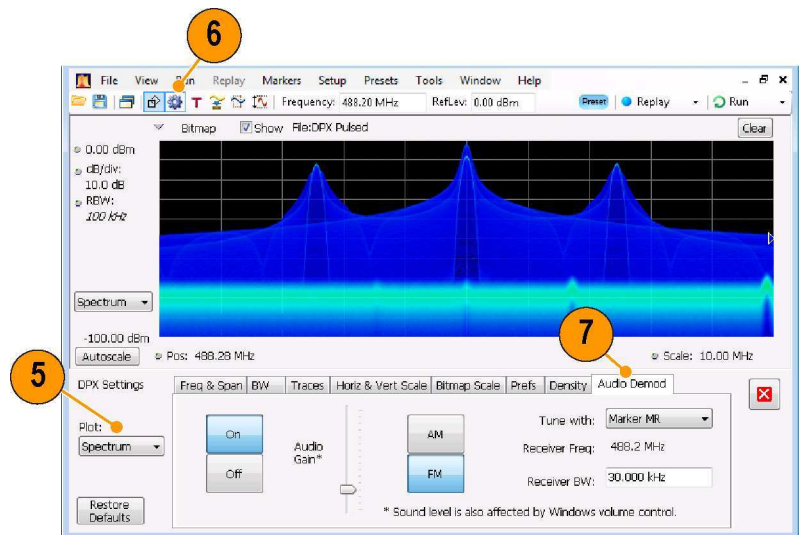 6
File View Run Replay Markers Setup Presets Tools Window Help
T Frequency: 488.20 MHz RefLev: 0.00 dBm Preset Replay Run
Bitmap Show File:DPX Pulsed Clear
0.00 dBm
dB/div:
10.0 dB
RBW:
100 kHz
Spectrum
-100.00 dBm
Autoscale Pos: 488.28 MHz Scale: 10.00 MHz
7
5
DPX Settings Freq & Span BW Traces Horiz & Vert Scale Bitmap Scale Prefs Density Audio Demod
Plot:
Spectrum
On
Off
Audio
Gain*
AM
FM
Tune with: Marker MR
Receiver Freq: 488.2 MHz
Receiver BW: 30.000 kHz
Restore
Defaults
* Sound level is also affected by Windows volume control.